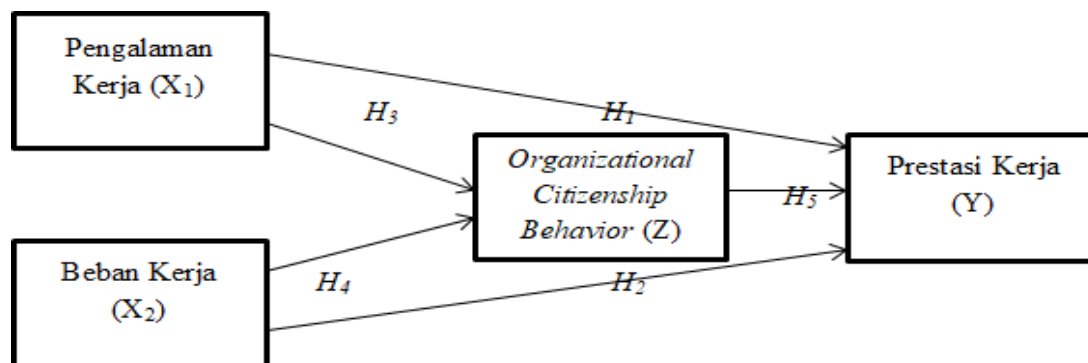 Pengalaman
Kerja (X₁)
H₃
H₁
Organizational
Citizenship
Behavior (Z)
Prestasi Kerja
(Y)
H₅
Beban Kerja
(X₂)
H₄
H₂